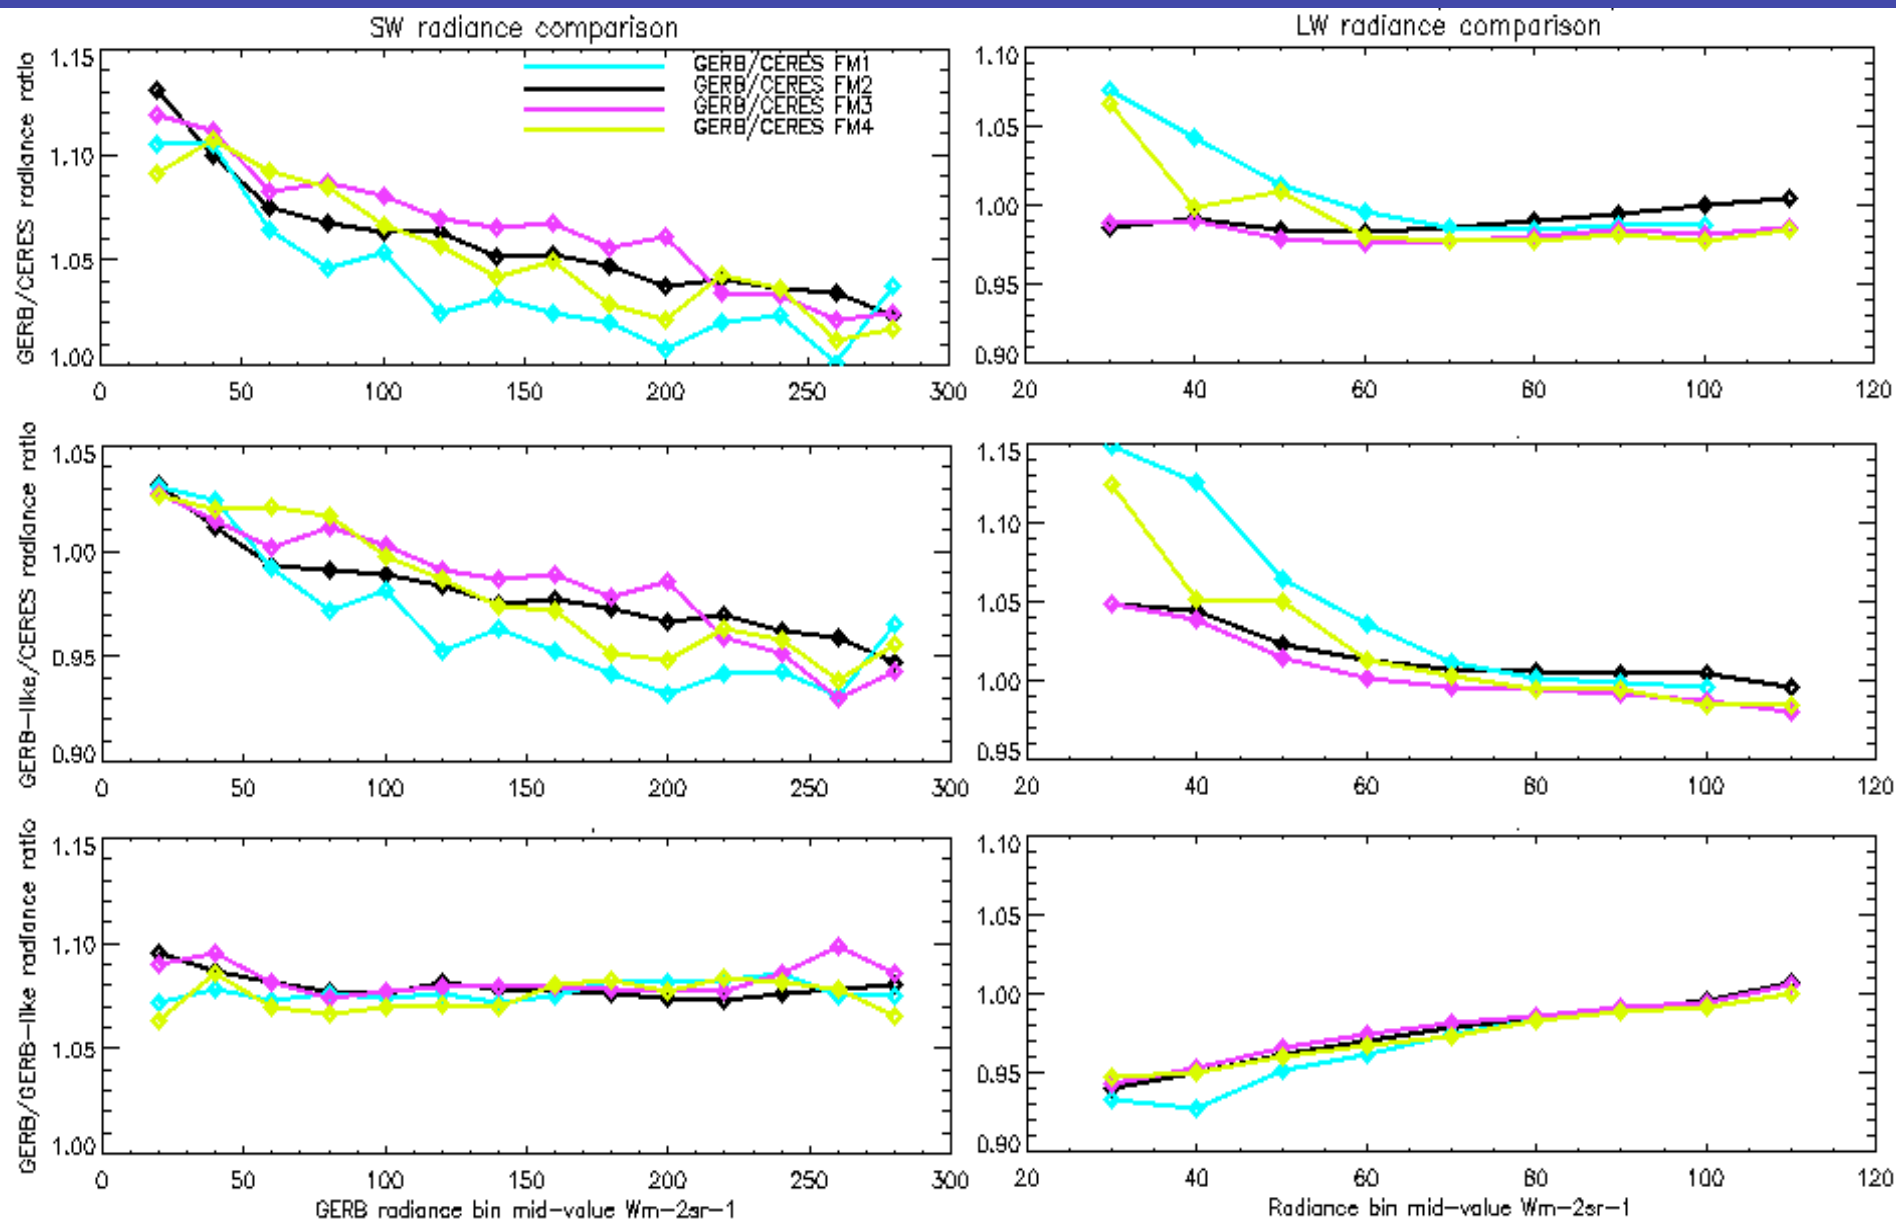 SW radiance comparison
LW radiance comparison
GERB/CERES radiance ratio
1.15
1.10
1.05
1.00
GERB/CERES FM1
GERB/CERES FM2
GERB/CERES FM3
GERB/CERES FM4
0 50 100 150 200 250 300
1.10
1.05
1.00
0.95
0.90
20 40 60 80 100 120
GERB-like/CERES radiance ratio
1.05
1.00
0.95
0.90
0 50 100 150 200 250 300
1.15
1.10
1.05
1.00
0.95
20 40 60 80 100 120
GERB/GERB-like radiance ratio
1.15
1.10
1.05
1.00
0 50 100 150 200 250 300
GERB radiance bin mid-value Wm-2sr-1
1.10
1.05
1.00
0.95
0.90
20 40 60 80 100 120
Radiance bin mid-value Wm-2sr-1